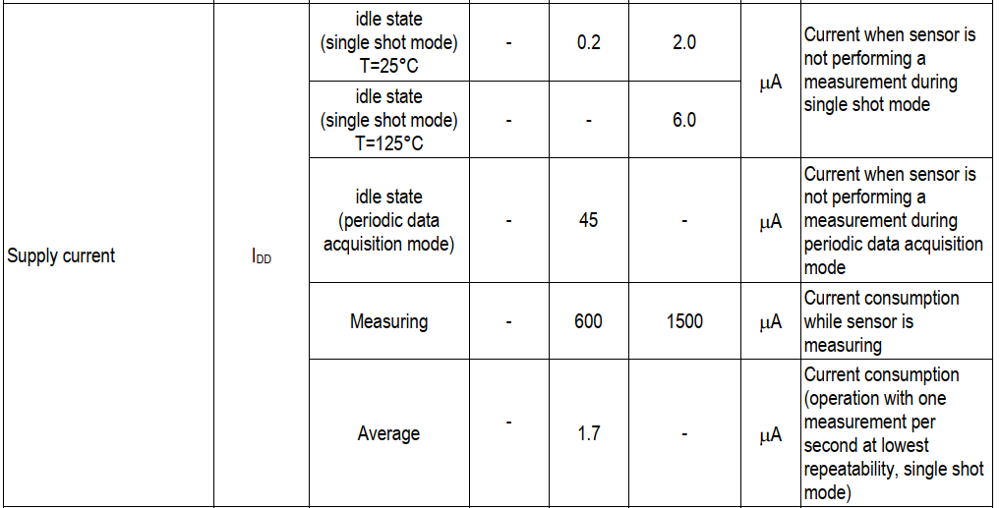 Supply current
I_DD
idle state
(single shot mode)
T=25°C
-
0.2
2.0
μA
Current when sensor is
not performing a
measurement during
single shot mode
idle state
(single shot mode)
T=125°C
-
-
6.0
idle state
(periodic data
acquisition mode)
-
45
-
μA
Current when sensor is
not performing a
measurement during
periodic data acquisition
mode
Measuring
-
600
1500
μA
Current consumption
while sensor is
measuring
Average
-
1.7
-
μA
Current consumption
(operation with one
measurement per
second at lowest
repeatability, single shot
mode)